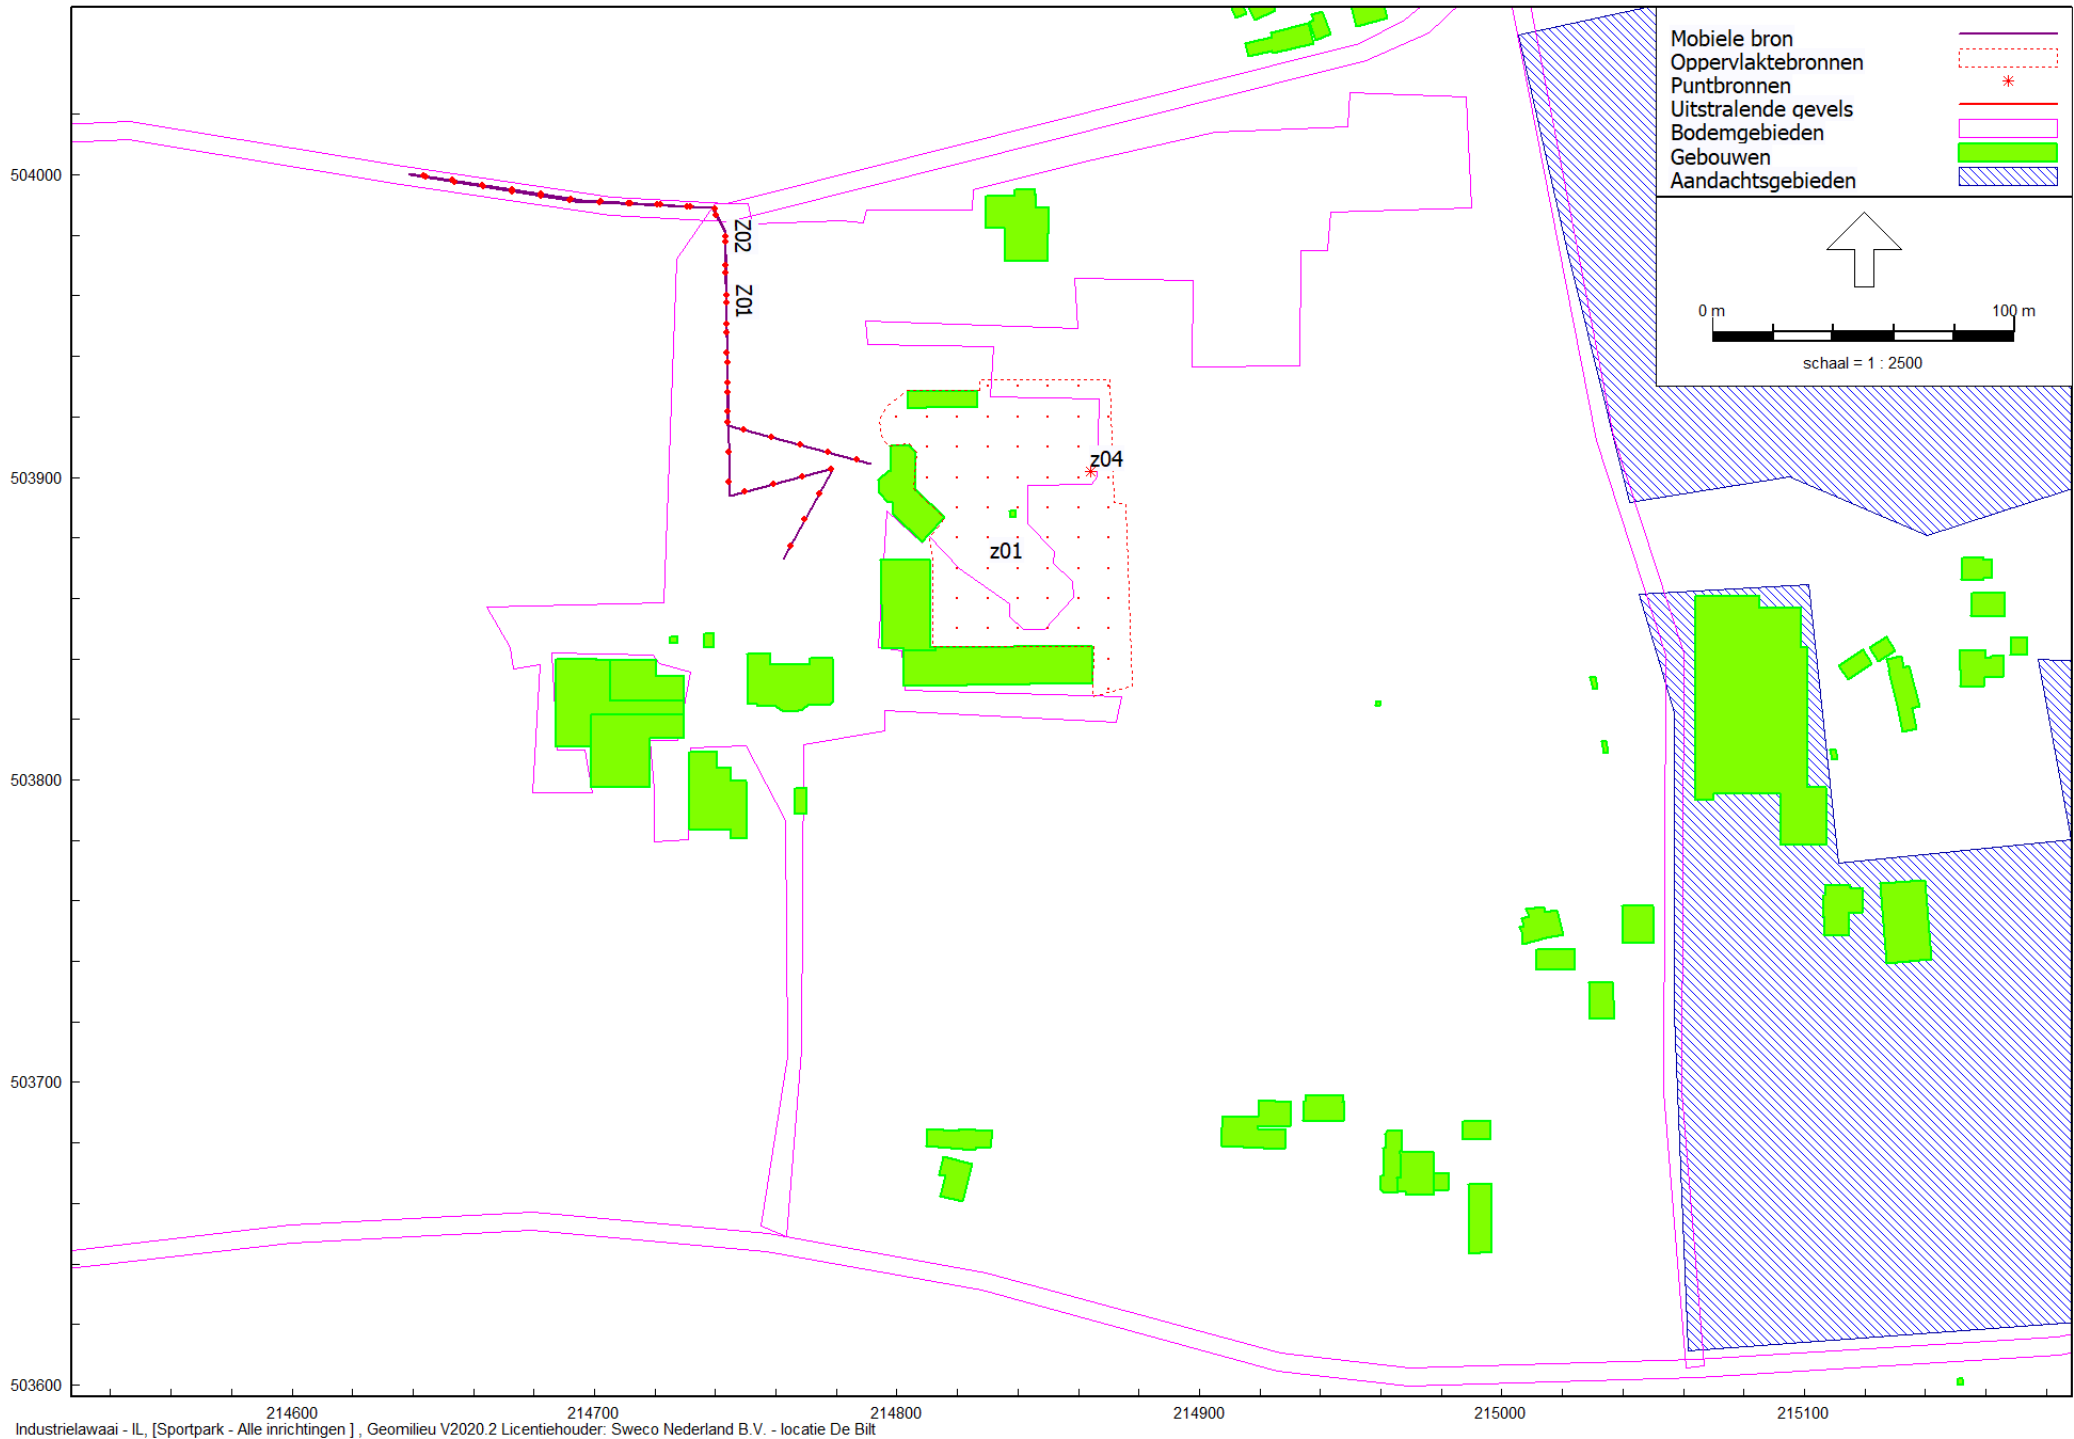 Mobiele bron
Oppervlaktebronnen
Puntbronnen
Uitstralende gevels
Bodemgebieden
Gebouwen
Aandachtsgebieden
0 m 100 m
schaal = 1 : 2500
504000
503900
503800
503700
503600
Z02
Z01
z04
z01
214600 214700 214800 214900 215000 215100
Industrielawaai - IL, [Sportpark - Alle inrichtingen ] , Geomilieu V2020.2 Licentiehouder: Sweco Nederland B.V. - locatie De Bilt